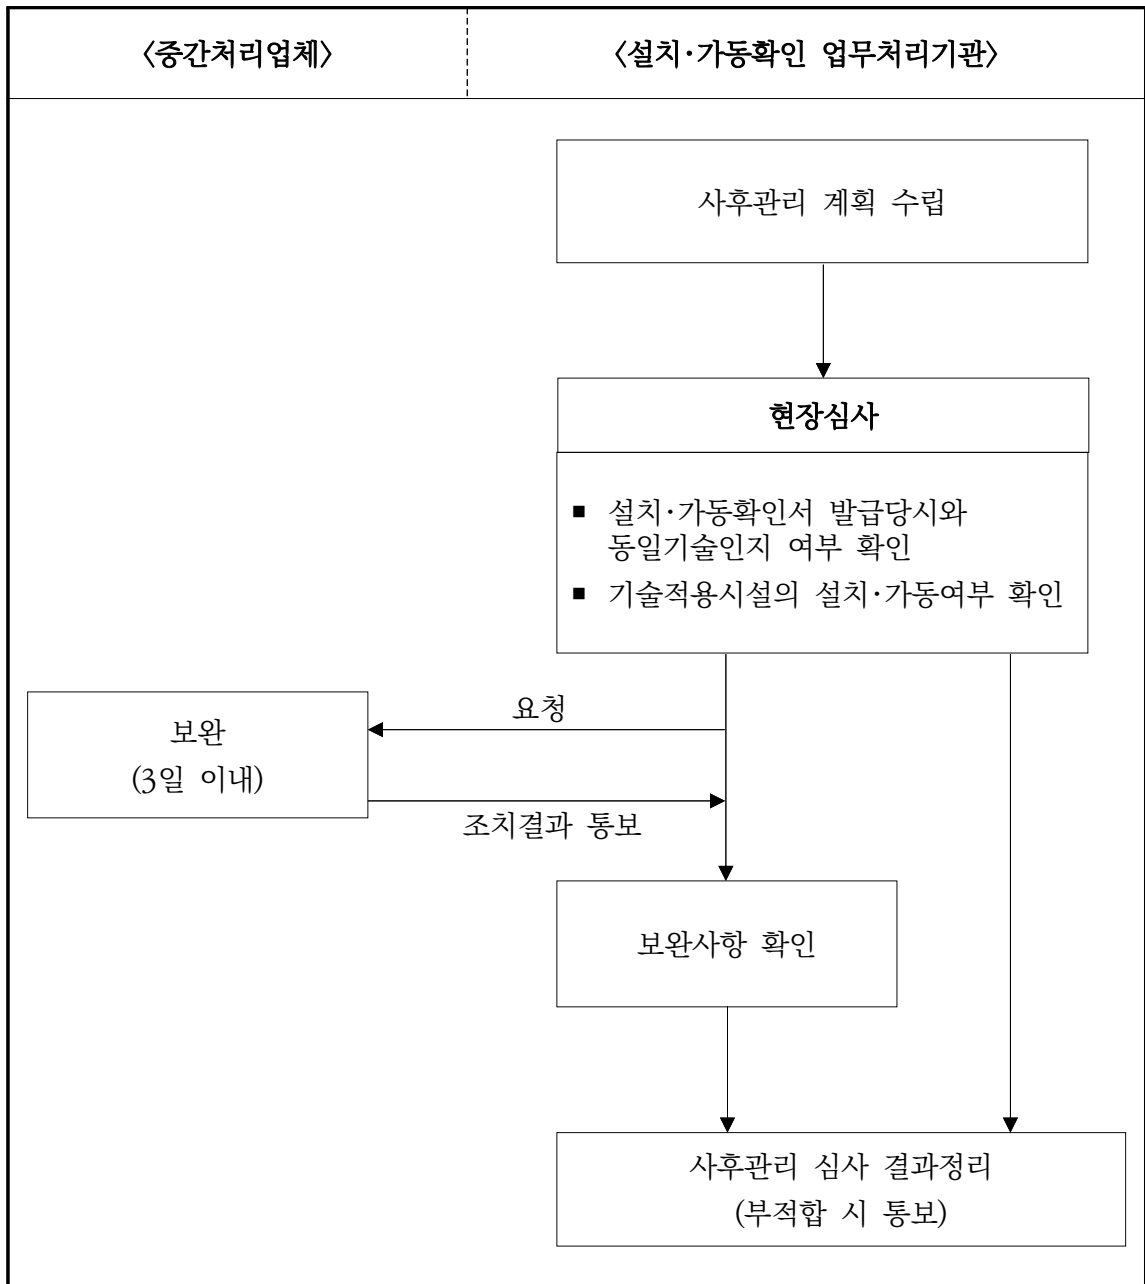 <중간처리업체>
<설치·가동확인 업무처리기관>
사후관리 계획 수립
현장심사
▪ 설치·가동확인서 발급당시와
동일기술인지 여부 확인
▪ 기술적용시설의 설치·가동여부 확인
요청
보완
(3일 이내)
조치결과 통보
보완사항 확인
사후관리 심사 결과정리
(부적합 시 통보)